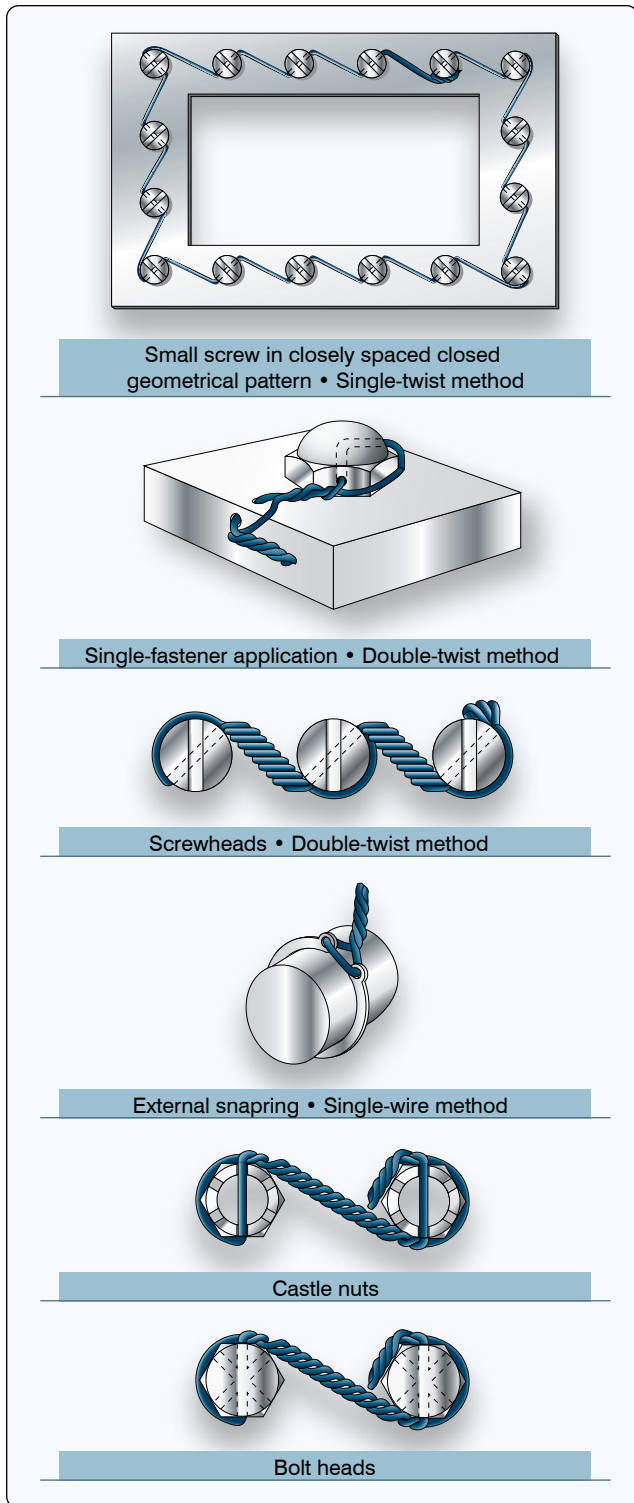 Small screw in closely spaced closed
geometrical pattern • Single-twist method
Single-fastener application • Double-twist method
Screwheads • Double-twist method
External snapring • Single-wire method
Castle nuts
Bolt heads